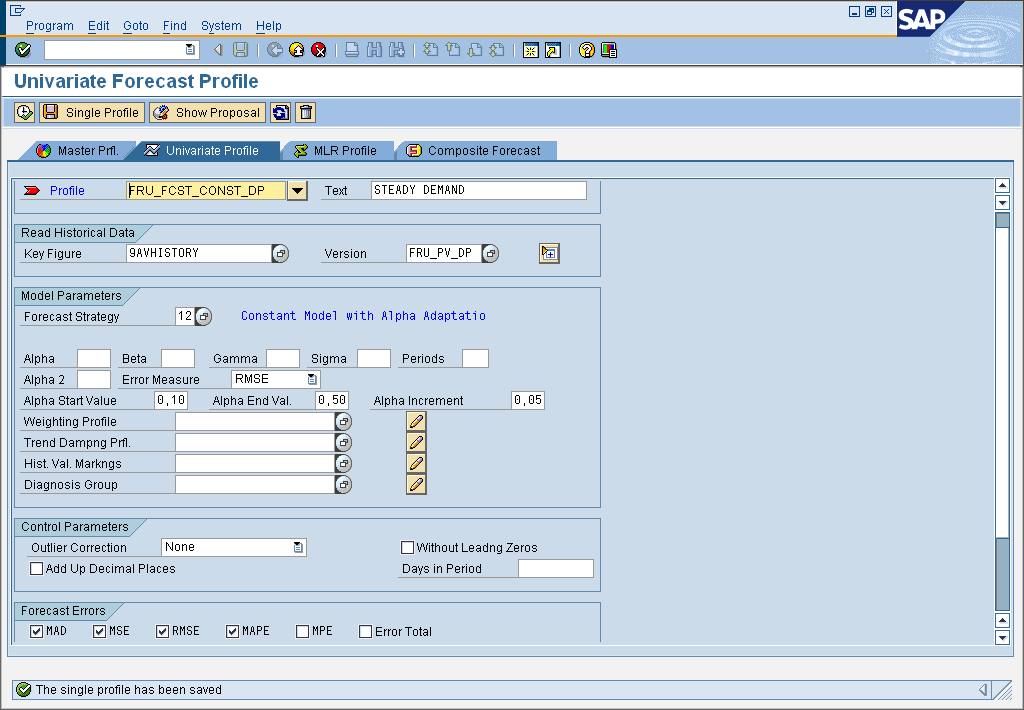 Program Edit Goto Find System Help
SAP
Univariate Forecast Profile
Single Profile Show Proposal
Master Prfl. Univariate Profile MLR Profile Composite Forecast
Profile FRU_FCST_CONST_DP Text STEADY DEMAND
Read Historical Data
Key Figure 9AVHISTORY Version FRU_PV_DP
Model Parameters
Forecast Strategy 12 Constant Model with Alpha Adaptatio
Alpha Beta Gamma Sigma Periods
Alpha 2 Error Measure RMSE
Alpha Start Value 0,10 Alpha End Val. 0,50 Alpha Increment 0,05
Weighting Profile
Trend Dampng Prfl.
Hist. Val. Markngs
Diagnosis Group
Control Parameters
Outlier Correction None Without Leadng Zeros
Add Up Decimal Places Days in Period
Forecast Errors
MAD MSE RMSE MAPE MPE Error Total
The single profile has been saved